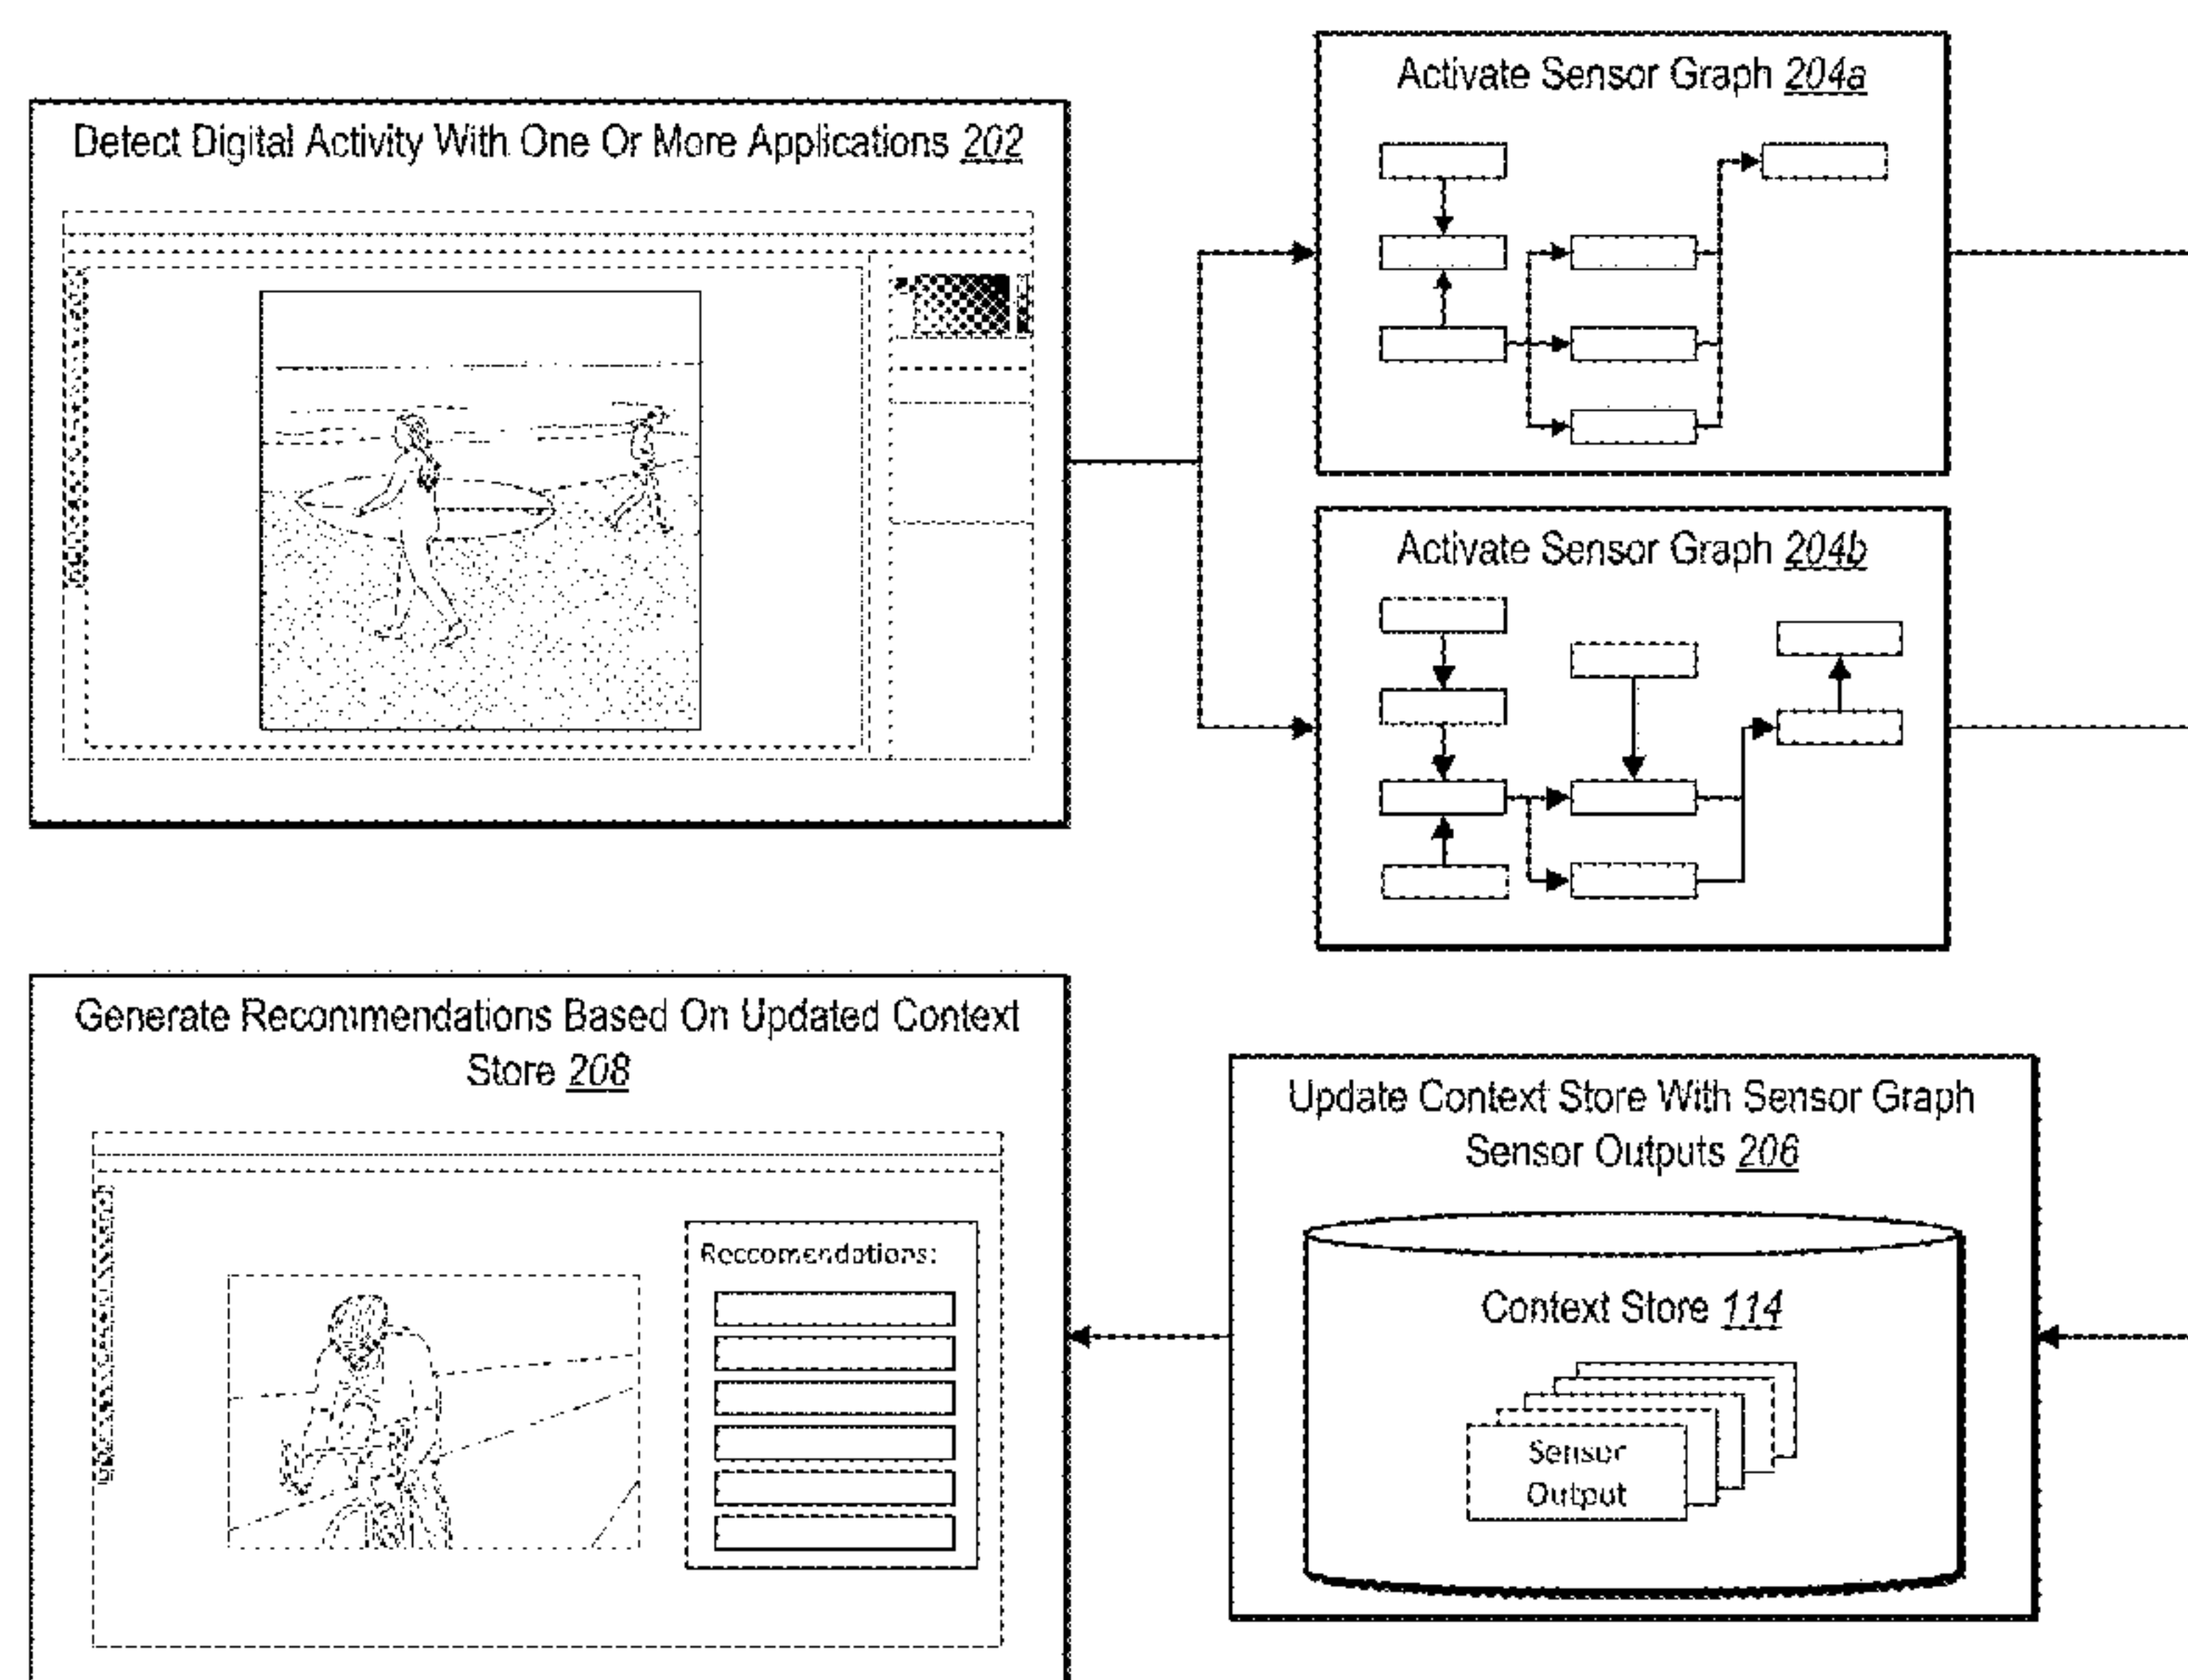 Detect Digital Activity With One Or More Applications 202
Activate Sensor Graph 204a
Activate Sensor Graph 204b
Update Context Store With Sensor Graph
Sensor Outputs 206
Context Store 114
Sensor
Output
Generate Recommendations Based On Updated Context
Store 208
Reccomendations: